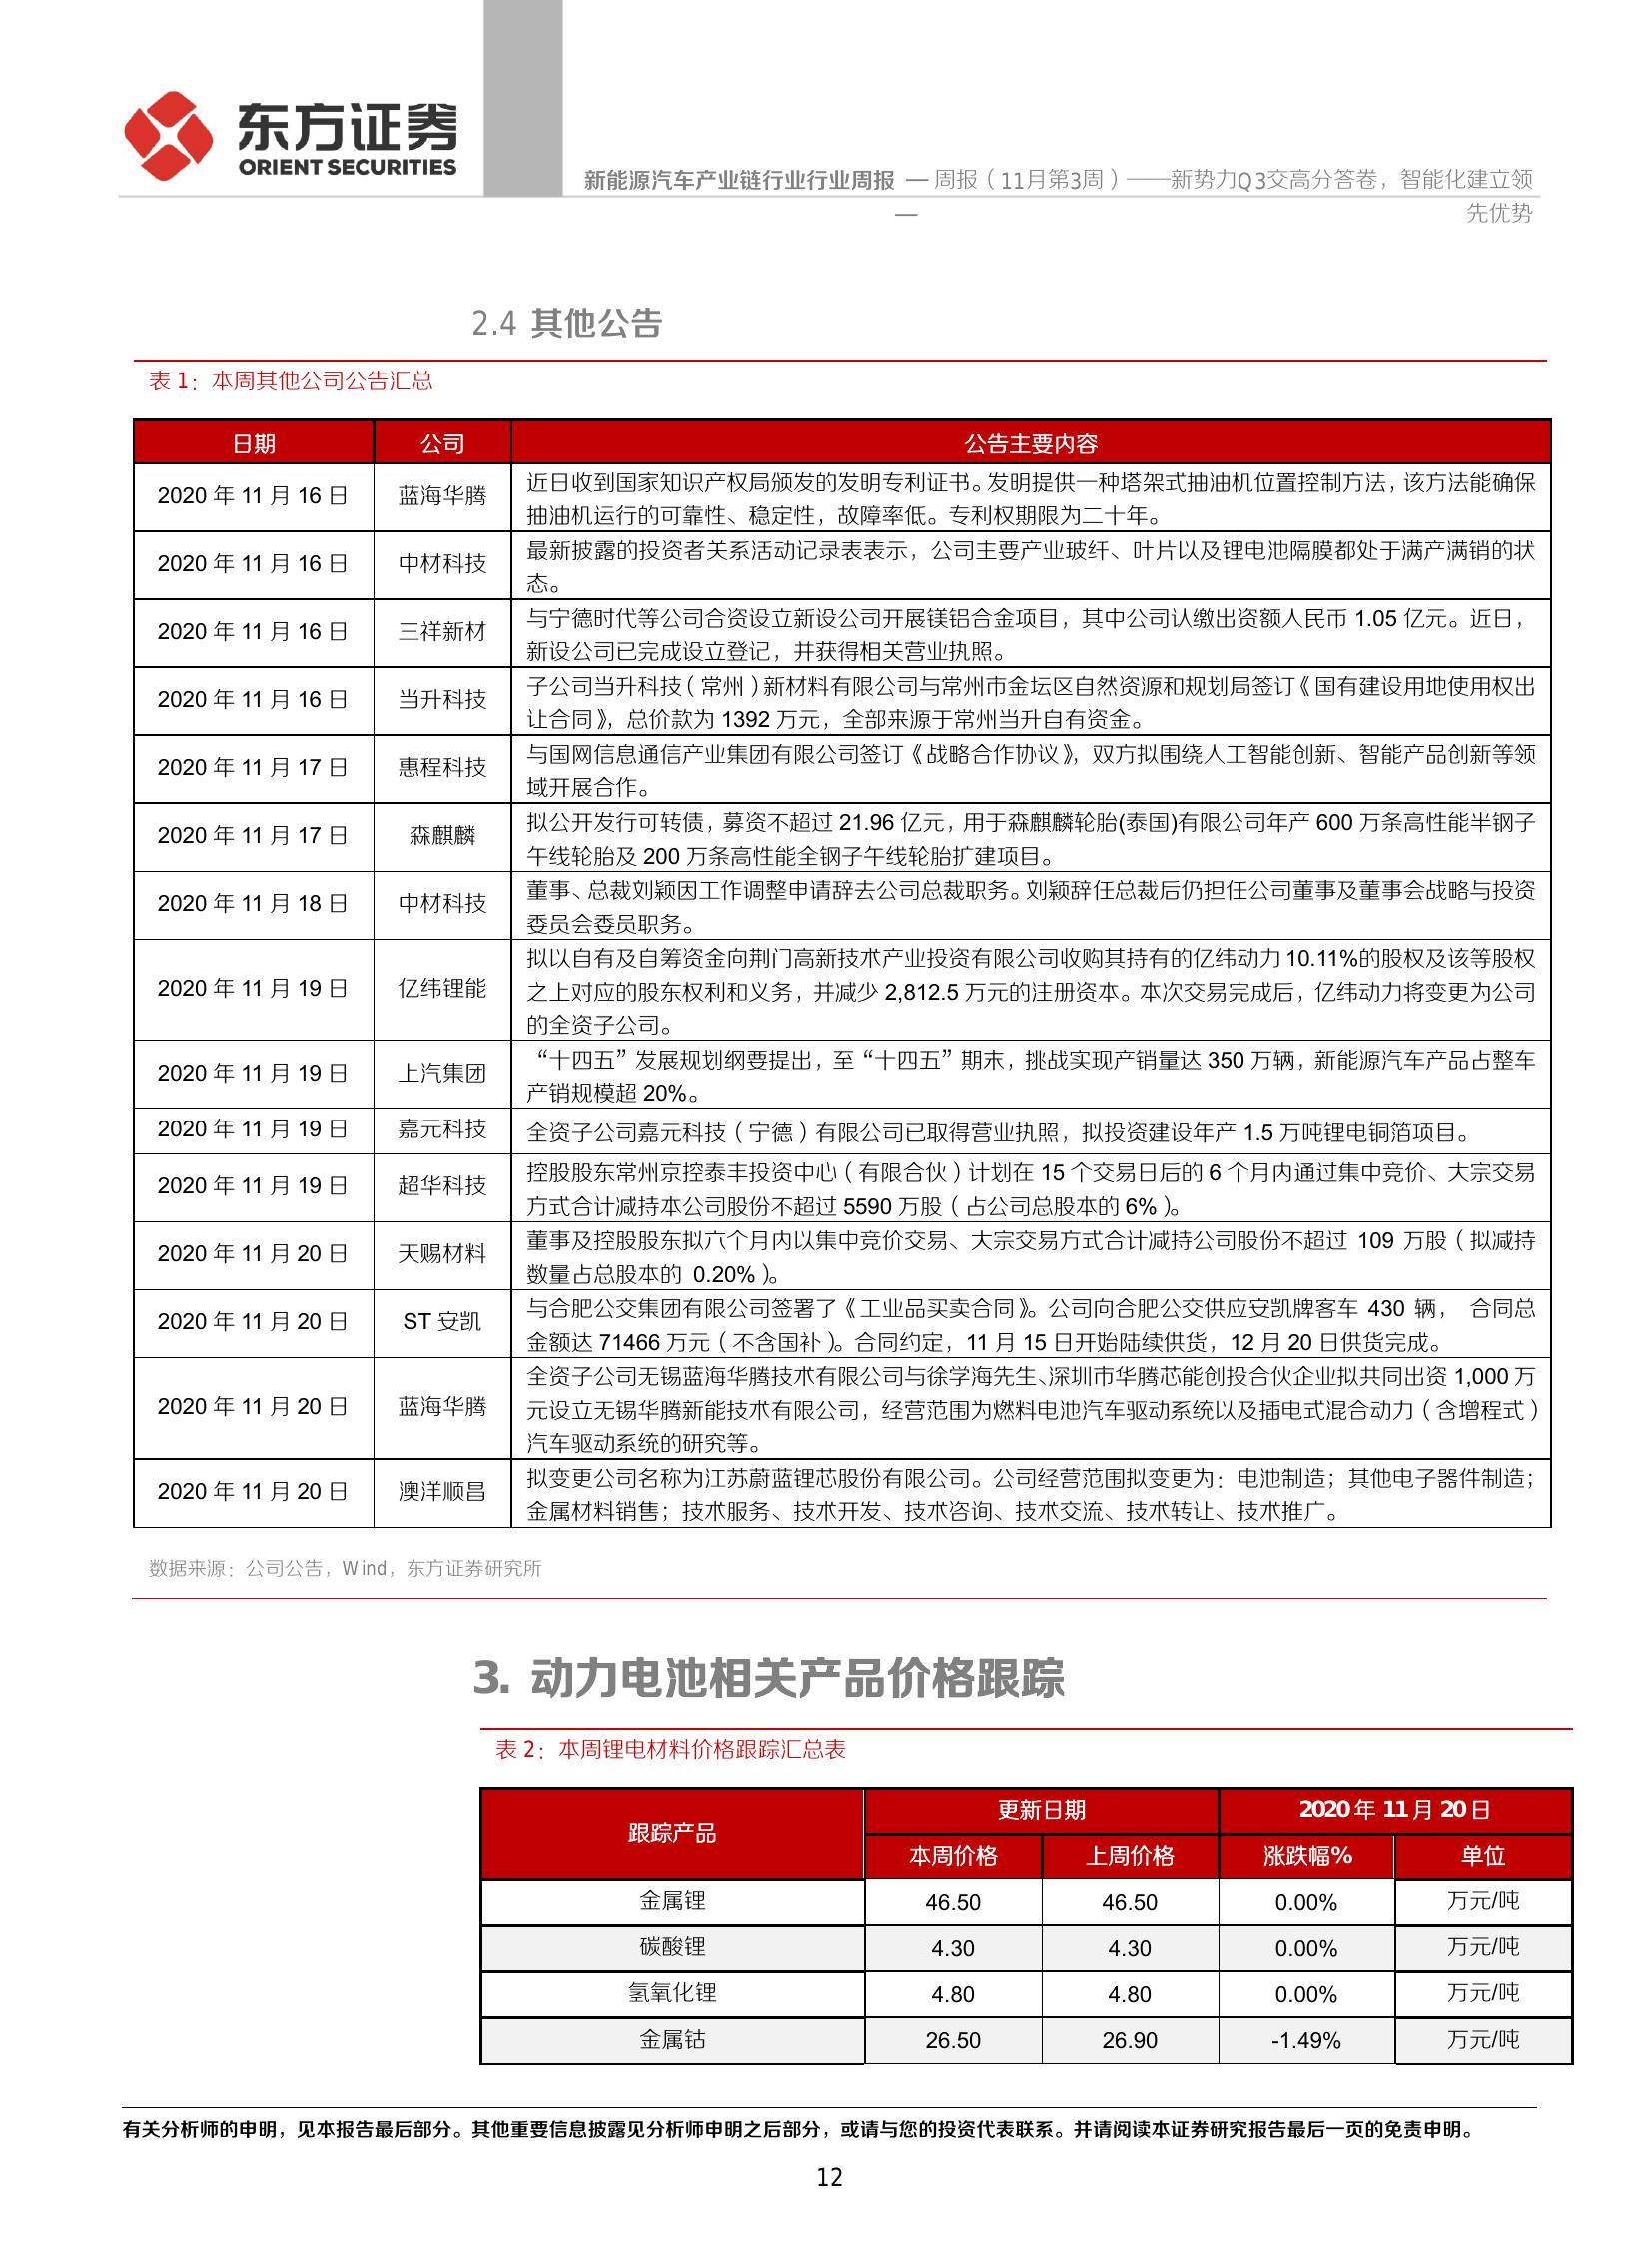 东方证券
ORIENT SECURITIES
新能源汽车产业链行业行业周报 — 周报（11月第3周）——新势力Q3交高分答卷，智能化建立领
—
先优势
2.4 其他公告
表 1：本周其他公司公告汇总
日期 公司 公告主要内容
2020 年 11 月 16 日 蓝海华腾 近日收到国家知识产权局颁发的发明专利证书。发明提供一种塔架式抽油机位置控制方法，该方法能确保
抽油机运行的可靠性、稳定性，故障率低。专利权期限为二十年。
2020 年 11 月 16 日 中材科技 最新披露的投资者关系活动记录表表示，公司主要产业玻纤、叶片以及锂电池隔膜都处于满产满销的状
态。
2020 年 11 月 16 日 三祥新材 与宁德时代等公司合资设立新设公司开展镁铝合金项目，其中公司认缴出资额人民币 1.05 亿元。近日，
新设公司已完成设立登记，并获得相关营业执照。
2020 年 11 月 16 日 当升科技 子公司当升科技（常州）新材料有限公司与常州市金坛区自然资源和规划局签订《国有建设用地使用权出
让合同》，总价款为 1392 万元，全部来源于常州当升自有资金。
2020 年 11 月 17 日 惠程科技 与国网信息通信产业集团有限公司签订《战略合作协议》，双方拟围绕人工智能创新、智能产品创新等领
域开展合作。
2020 年 11 月 17 日 森麒麟 拟公开发行可转债，募资不超过 21.96 亿元，用于森麒麟轮胎(泰国)有限公司年产 600 万条高性能半钢子
午线轮胎及 200 万条高性能全钢子午线轮胎扩建项目。
2020 年 11 月 18 日 中材科技 董事、总裁刘颖因工作调整申请辞去公司总裁职务。刘颖辞任总裁后仍担任公司董事及董事会战略与投资
委员会委员职务。
2020 年 11 月 19 日 亿纬锂能 拟以自有及自筹资金向荆门高新技术产业投资有限公司收购其持有的亿纬动力 10.11%的股权及该等股权
之上对应的股东权利和义务，并减少 2,812.5 万元的注册资本。本次交易完成后，亿纬动力将变更为公司
的全资子公司。
2020 年 11 月 19 日 上汽集团 “十四五”发展规划纲要提出，至“十四五”期末，挑战实现产销量达 350 万辆，新能源汽车产品占整车
产销规模超 20%。
2020 年 11 月 19 日 嘉元科技 全资子公司嘉元科技（宁德）有限公司已取得营业执照，拟投资建设年产 1.5 万吨锂电铜箔项目。
2020 年 11 月 19 日 超华科技 控股股东常州京控泰丰投资中心（有限合伙）计划在 15 个交易日后的 6 个月内通过集中竞价、大宗交易
方式合计减持本公司股份不超过 5590 万股（占公司总股本的 6%）。
2020 年 11 月 20 日 天赐材料 董事及控股股东拟六个月内以集中竞价交易、大宗交易方式合计减持公司股份不超过 109 万股（拟减持
数量占总股本的 0.20%）。
2020 年 11 月 20 日 ST 安凯 与合肥公交集团有限公司签署了《工业品买卖合同》。公司向合肥公交供应安凯牌客车 430 辆， 合同总
金额达 71466 万元（不含国补）。合同约定，11 月 15 日开始陆续供货，12 月 20 日供货完成。
2020 年 11 月 20 日 蓝海华腾 全资子公司无锡蓝海华腾技术有限公司与徐学海先生、深圳市华腾芯能创投合伙企业拟共同出资 1,000 万
元设立无锡华腾新能技术有限公司，经营范围为燃料电池汽车驱动系统以及插电式混合动力（含增程式）
汽车驱动系统的研究等。
2020 年 11 月 20 日 澳洋顺昌 拟变更公司名称为江苏蔚蓝锂芯股份有限公司。公司经营范围拟变更为：电池制造；其他电子器件制造；
金属材料销售；技术服务、技术开发、技术咨询、技术交流、技术转让、技术推广。
数据来源：公司公告，Wind，东方证券研究所
3. 动力电池相关产品价格跟踪
表 2：本周锂电材料价格跟踪汇总表
跟踪产品 更新日期 2020 年 11 月 20 日
本周价格 上周价格 涨跌幅% 单位
金属锂 46.50 46.50 0.00% 万元/吨
碳酸锂 4.30 4.30 0.00% 万元/吨
氢氧化锂 4.80 4.80 0.00% 万元/吨
金属钴 26.50 26.90 -1.49% 万元/吨
有关分析师的申明，见本报告最后部分。其他重要信息披露见分析师申明之后部分，或请与您的投资代表联系。并请阅读本证券研究报告最后一页的免责申明。
12